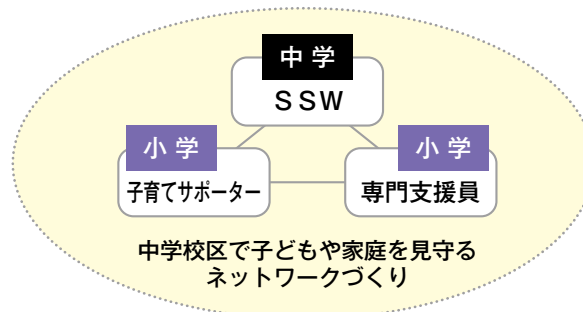 中学
SSW
小学
子育てサポーター
小学
専門支援員
中学校区で子どもや家庭を見守る
ネットワークづくり